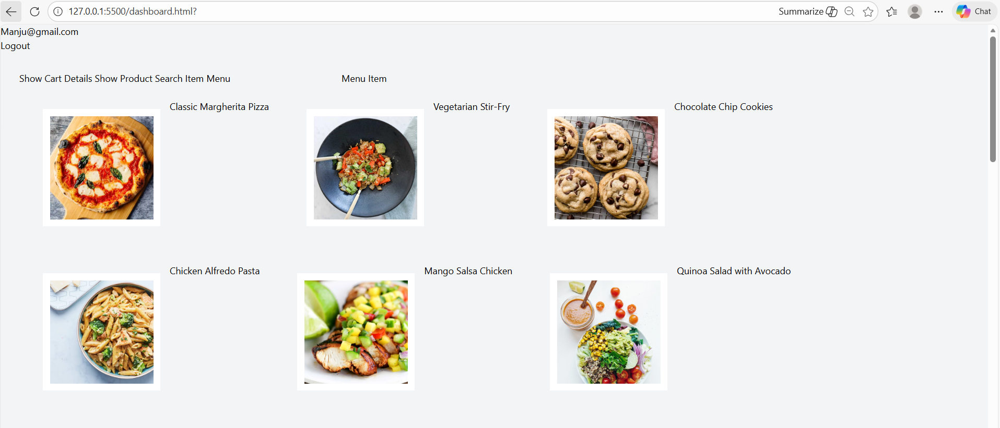 127.0.0.1:5500/dashboard.html?
Summarize
Chat
Manju@gmail.com
Logout
Show Cart Details Show Product Search Item Menu
Menu Item
Classic Margherita Pizza
Vegetarian Stir-Fry
Chocolate Chip Cookies
Chicken Alfredo Pasta
Mango Salsa Chicken
Quinoa Salad with Avocado